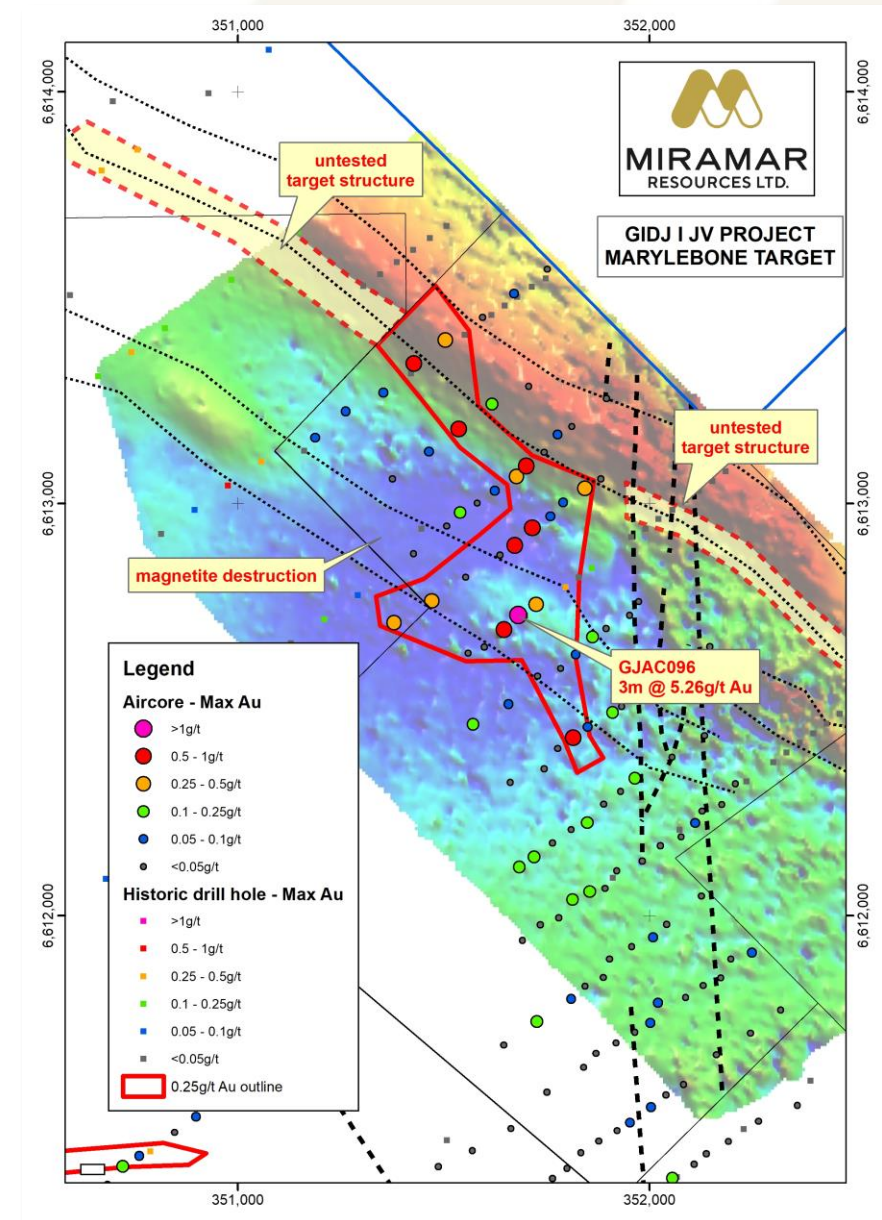 351,000
352,000
6,614,000
6,614,000
MIRAMAR
RESOURCES LTD.
GIDJ I JV PROJECT
MARYLEBONE TARGET
untested
target structure
untested
target structure
6,613,000
6,613,000
magnetite destruction
GJAC096
3m @ 5.26g/t Au
Legend
Aircore - Max Au
>1g/t
0.5 - 1g/t
0.25 - 0.5g/t
0.1 - 0.25g/t
0.05 - 0.1g/t
<0.05g/t
Historic drill hole - Max Au
>1g/t
0.5 - 1g/t
0.25 - 0.5g/t
0.1 - 0.25g/t
0.05 - 0.1g/t
<0.05g/t
0.25g/t Au outline
6,612,000
6,612,000
351,000
352,000